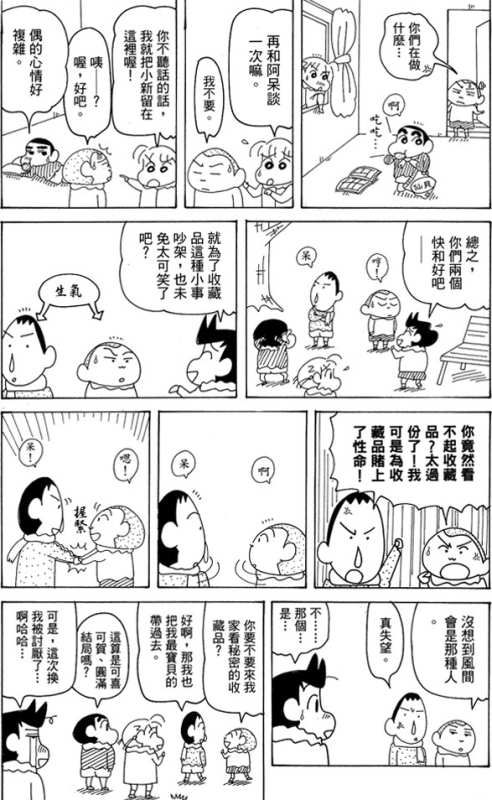 你們在做
什麼…
啊
吃吃…
仙貝
再和阿呆談
一次嘛。
我不要。
你不聽話的話，
我就把小新留在
這裡喔！
咦——？
喔，好吧。
偶的心情好
複雜。
總之，
你們兩個
快和好吧
——
哼！
呆
就為了收藏
品這種小事
吵架，也未
免太可笑了
吧？
生氣
你竟然看
不起收藏
品？太過
份了！我
可是為收
藏品賭上
了性命！
啊
呆
嗯！
呆！
握緊
沒想到風間
會是那種人
。
真失望。
不……
那個…
是…
你要不要來我
家看秘密的收
藏品？
好啊，那我也
把我最寶貝的
帶過去。
這算是可喜
可賀、圓滿
結局嗎？
可是，這次換
我被討厭了…
啊哈哈…